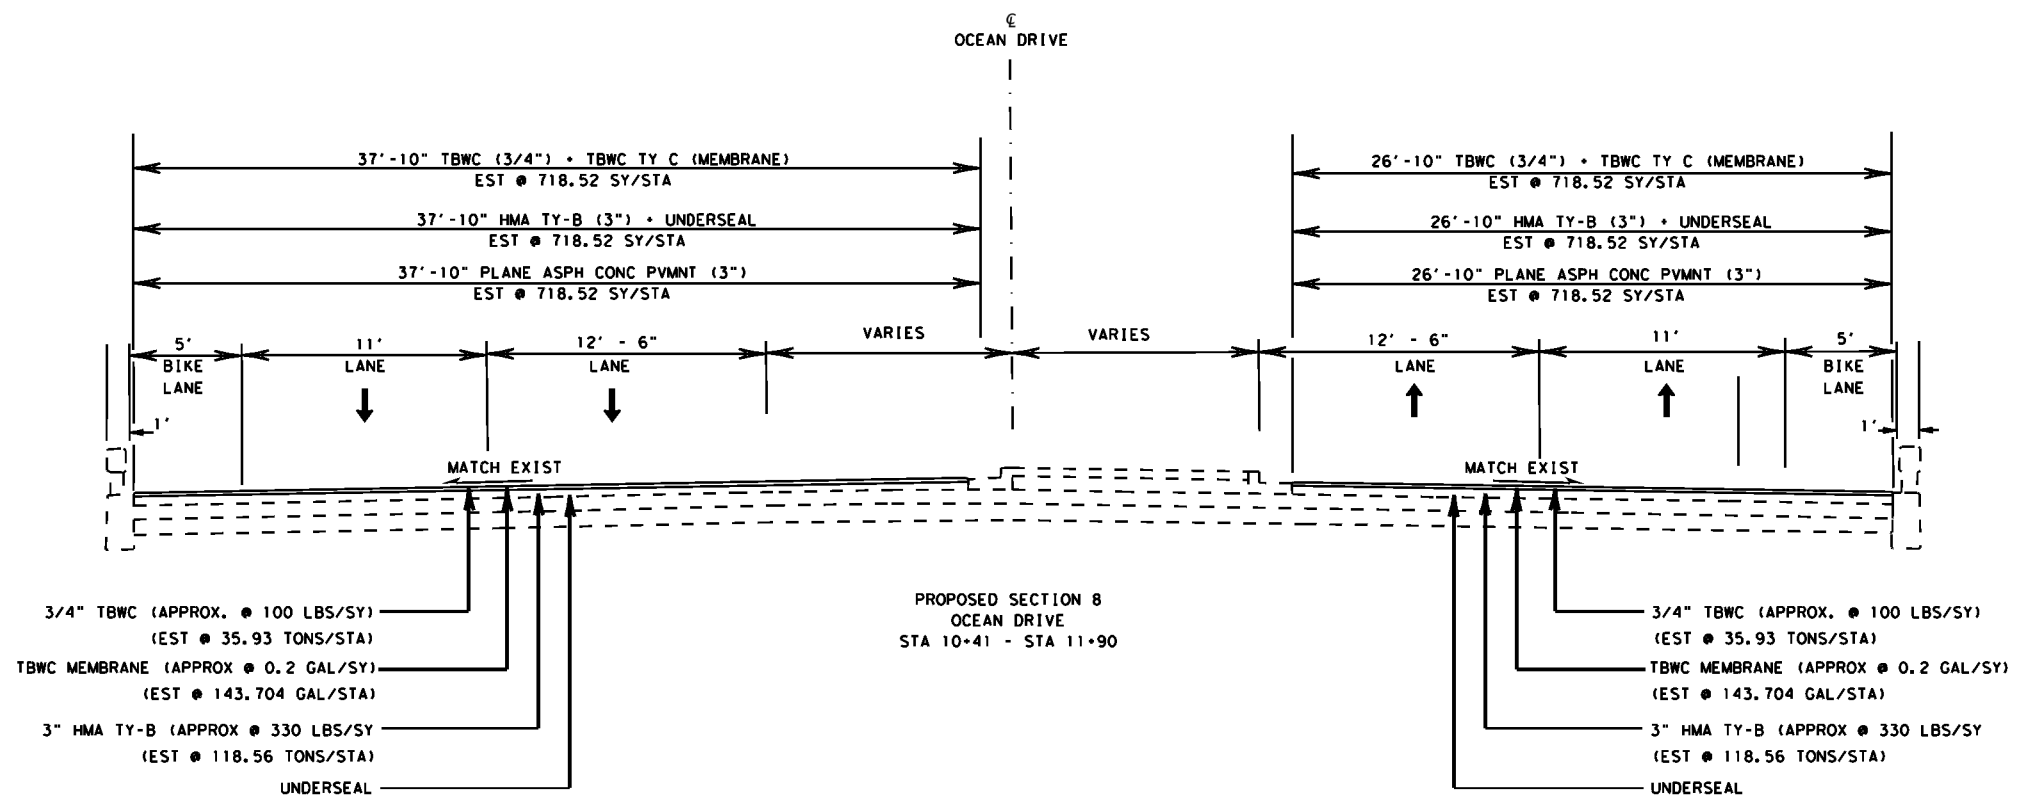 ℄
OCEAN DRIVE
37'-10" TBWC (3/4") + TBWC TY C (MEMBRANE)
EST @ 718.52 SY/STA
37'-10" HMA TY-B (3") + UNDERSEAL
EST @ 718.52 SY/STA
37'-10" PLANE ASPH CONC PVMNT (3")
EST @ 718.52 SY/STA
26'-10" TBWC (3/4") + TBWC TY C (MEMBRANE)
EST @ 718.52 SY/STA
26'-10" HMA TY-B (3") + UNDERSEAL
EST @ 718.52 SY/STA
26'-10" PLANE ASPH CONC PVMNT (3")
EST @ 718.52 SY/STA
5'
BIKE
LANE
11'
LANE
12' - 6"
LANE
VARIES
VARIES
12' - 6"
LANE
11'
LANE
5'
BIKE
LANE
1'
1'
MATCH EXIST
MATCH EXIST
3/4" TBWC (APPROX. @ 100 LBS/SY)
(EST @ 35.93 TONS/STA)
TBWC MEMBRANE (APPROX @ 0.2 GAL/SY)
(EST @ 143.704 GAL/STA)
3" HMA TY-B (APPROX @ 330 LBS/SY
(EST @ 118.56 TONS/STA)
UNDERSEAL
PROPOSED SECTION 8
OCEAN DRIVE
STA 10+41 - STA 11+90
3/4" TBWC (APPROX. @ 100 LBS/SY)
(EST @ 35.93 TONS/STA)
TBWC MEMBRANE (APPROX @ 0.2 GAL/SY)
(EST @ 143.704 GAL/STA)
3" HMA TY-B (APPROX @ 330 LBS/SY
(EST @ 118.56 TONS/STA)
UNDERSEAL